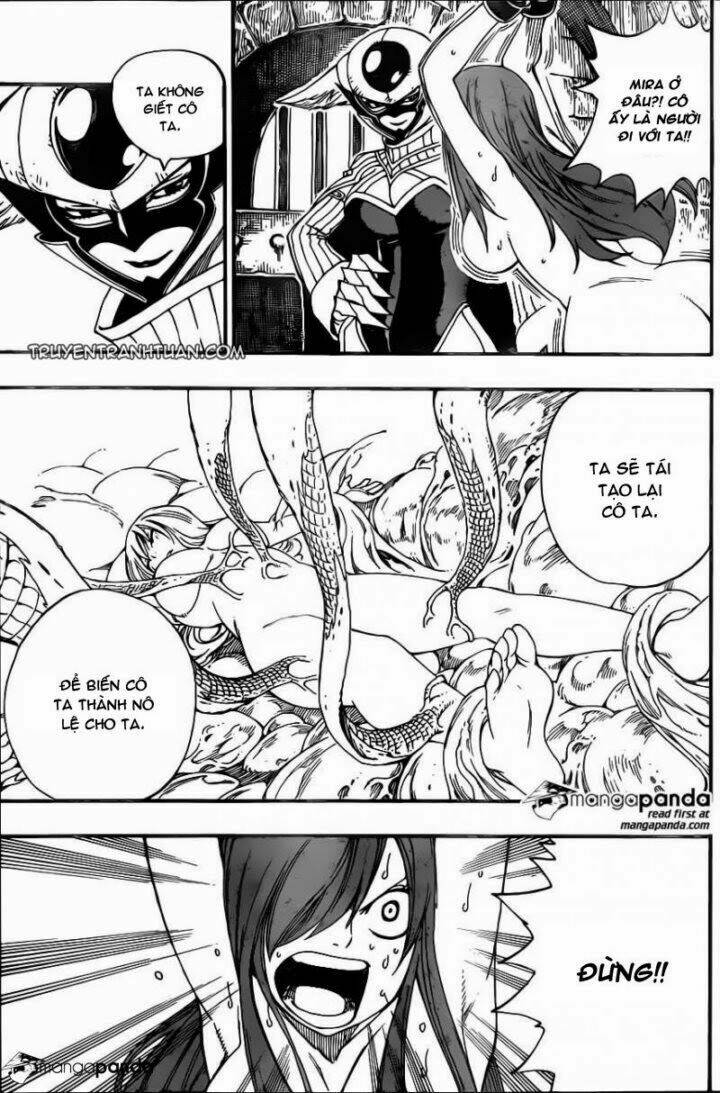 MIRA Ở
ĐÂU?! CÔ
ẤY LÀ NGƯỜI
ĐI VỚI TA!!
TA KHÔNG
GIẾT CÔ
TA.
TRUYENTRANHTUAN.COM
TA SẼ TÁI
TẠO LẠI
CÔ TA.
ĐỂ BIẾN CÔ
TA THÀNH NÔ
LỆ CHO TA.
mangapanda
read first at
mangapanda.com
ĐỪNG!!
mangapanda